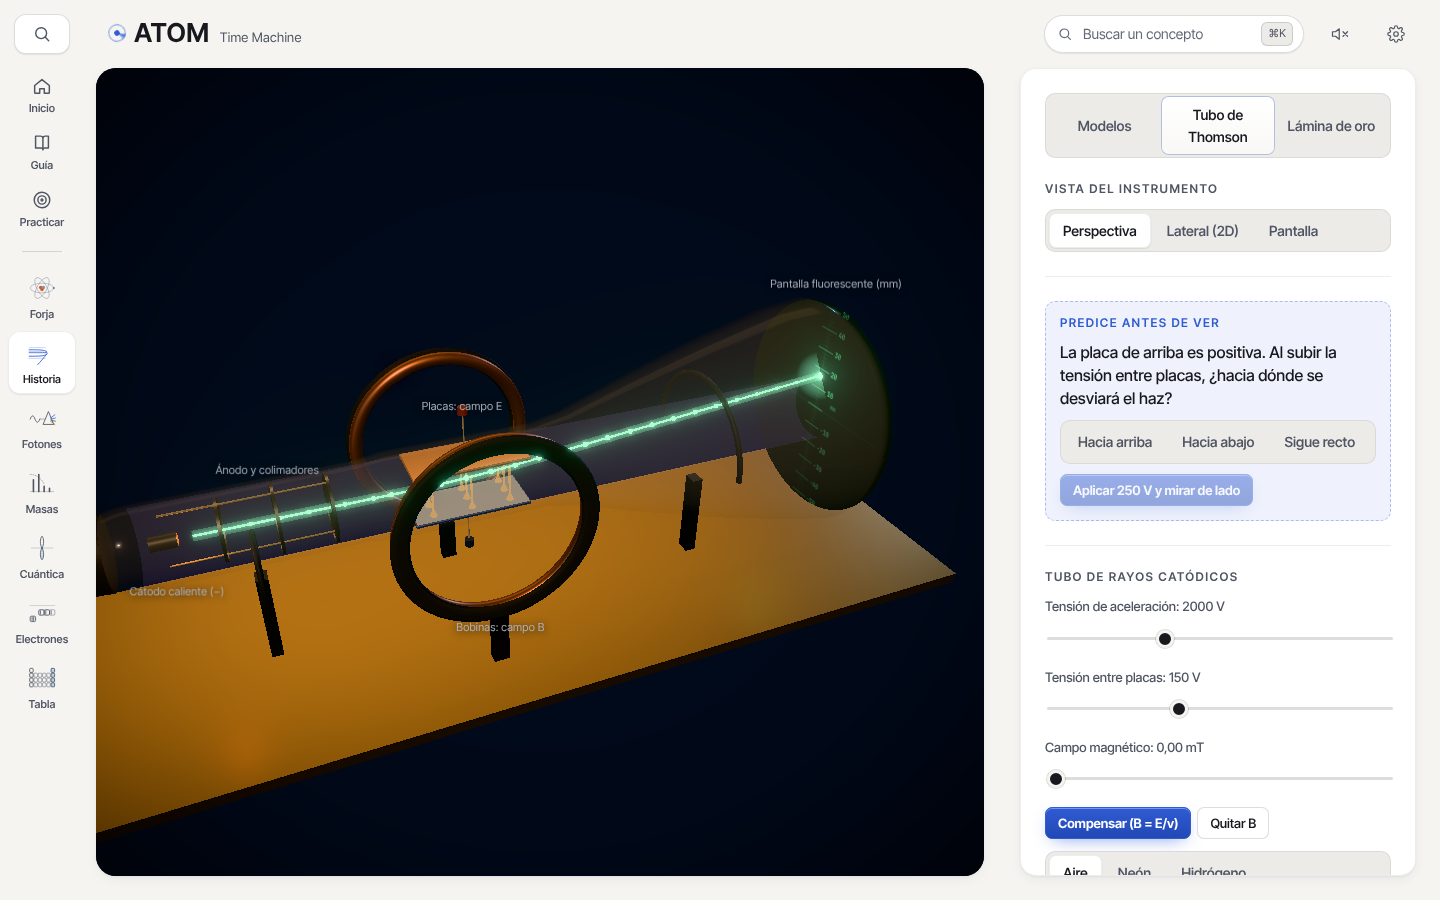 ATOM Time Machine
Buscar un concepto ⌘K
Inicio
Guía
Practicar
Forja
Historia
Fotones
Masas
Cuántica
Electrones
Tabla
Pantalla fluorescente (mm)
Placas: campo E
Ánodo y colimadores
Cátodo caliente (−)
Bobinas: campo B
Modelos
Tubo de
Thomson
Lámina de oro
VISTA DEL INSTRUMENTO
Perspectiva Lateral (2D) Pantalla
PREDICE ANTES DE VER
La placa de arriba es positiva. Al subir la
tensión entre placas, ¿hacia dónde se
desviará el haz?
Hacia arriba Hacia abajo Sigue recto
Aplicar 250 V y mirar de lado
TUBO DE RAYOS CATÓDICOS
Tensión de aceleración: 2000 V
Tensión entre placas: 150 V
Campo magnético: 0,00 mT
Compensar (B = E/v) Quitar B
Aire Neón Hidrógeno